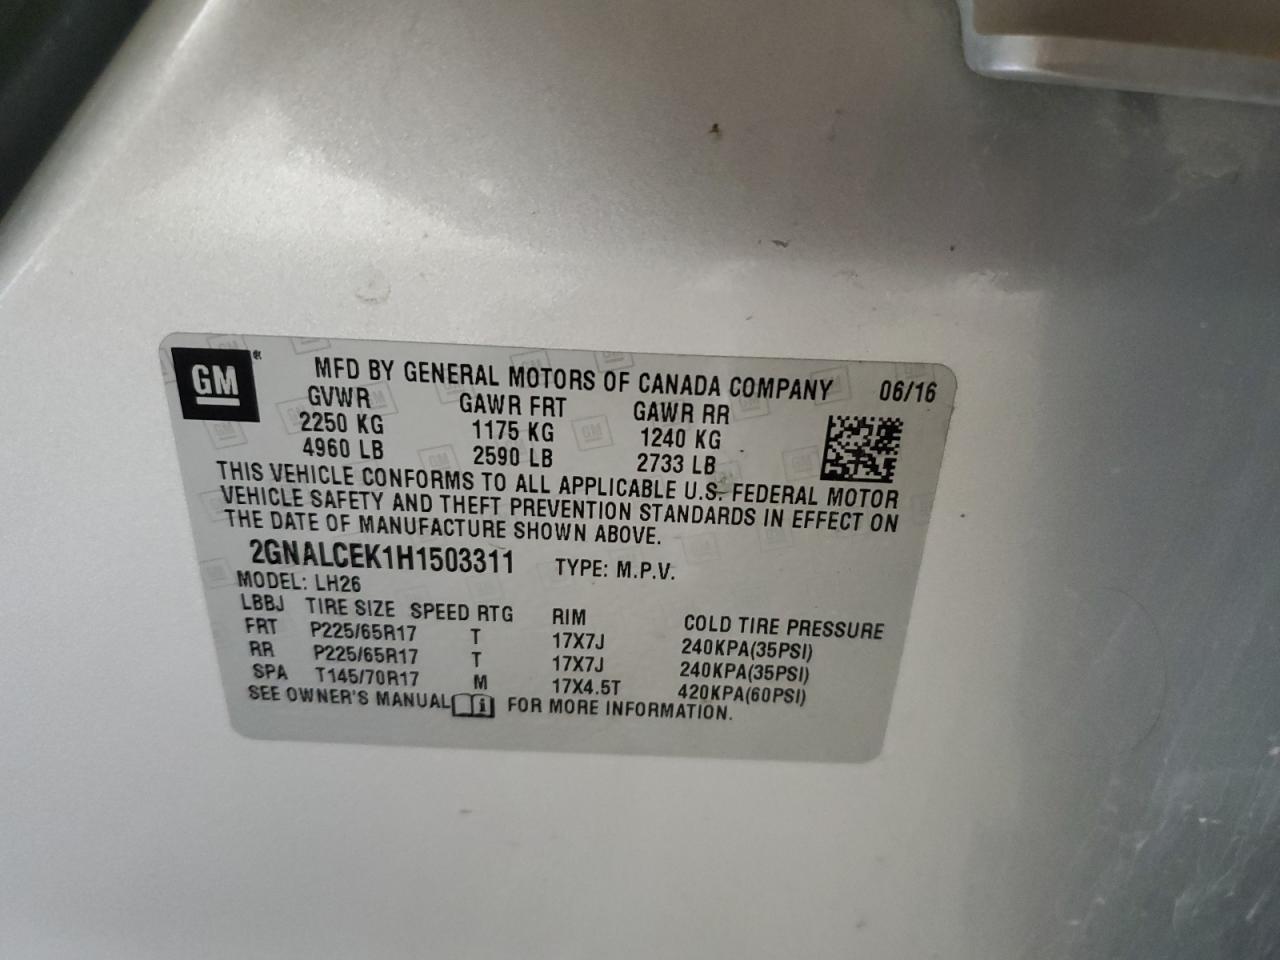 GM® MFD BY GENERAL MOTORS OF CANADA COMPANY 06/16
GVWR GAWR FRT GAWR RR
2250 KG 1175 KG 1240 KG
4960 LB 2590 LB 2733 LB
THIS VEHICLE CONFORMS TO ALL APPLICABLE U.S. FEDERAL MOTOR
VEHICLE SAFETY AND THEFT PREVENTION STANDARDS IN EFFECT ON
THE DATE OF MANUFACTURE SHOWN ABOVE.
2GNALCEK1H1503311 TYPE: M.P.V.
MODEL: LH26
LBBJ TIRE SIZE SPEED RTG RIM COLD TIRE PRESSURE
FRT P225/65R17 T 17X7J 240KPA(35PSI)
RR P225/65R17 T 17X7J 240KPA(35PSI)
SPA T145/70R17 M 17X4.5T 420KPA(60PSI)
SEE OWNER'S MANUAL FOR MORE INFORMATION.